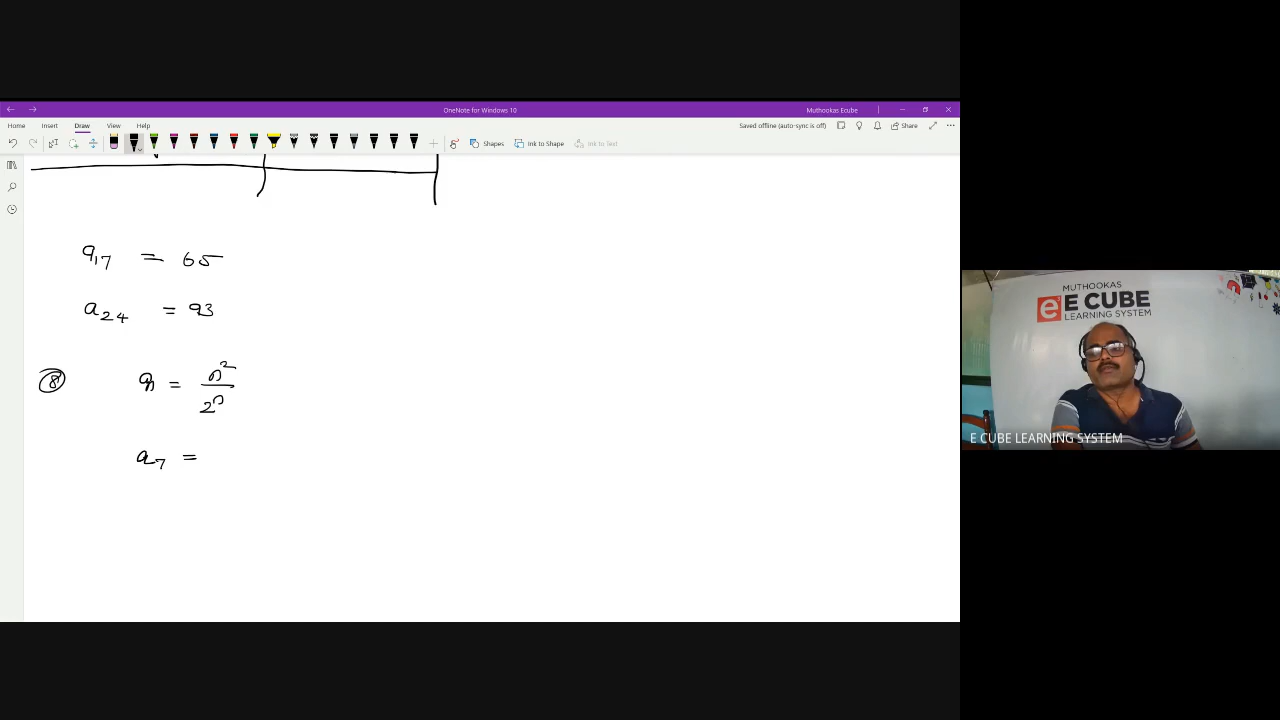 OneNote for Windows 10
Muthookas Ecube
Home Insert Draw View Help
Saved offline (auto-sync is off) Share
Shapes Ink to Shape Ink to Text
a₁₇ = 65
a₂₄ = 93
⑧ aₙ = n²/2ⁿ
a₇ =
MUTHOOKAS
e³ E CUBE
LEARNING SYSTEM
E CUBE LEARNING SYSTEM